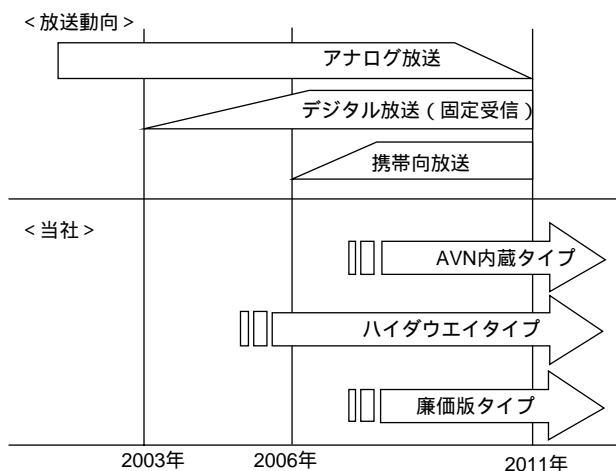 ＜放送動向＞
アナログ放送
デジタル放送（固定受信）
携帯向放送
＜当社＞
AVN内蔵タイプ
ハイダウエイタイプ
廉価版タイプ
2003年
2006年
2011年